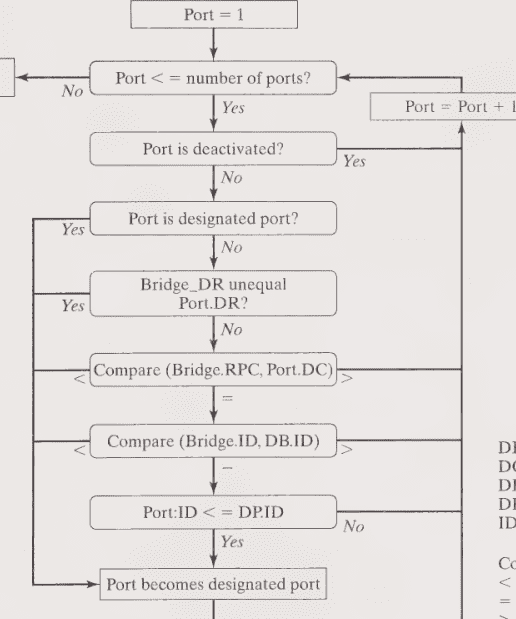 Port = 1
Port < = number of ports?
No
Port = Port + 1
Yes
Port is deactivated?
Yes
No
Port is designated port?
Yes
No
Bridge_DR unequal
Port.DR?
Yes
No
Compare (Bridge.RPC, Port.DC)
< >
=
Compare (Bridge.ID, DB.ID)
< >
=
Port:ID < = DP.ID
No
Yes
Port becomes designated port
ID
<
=